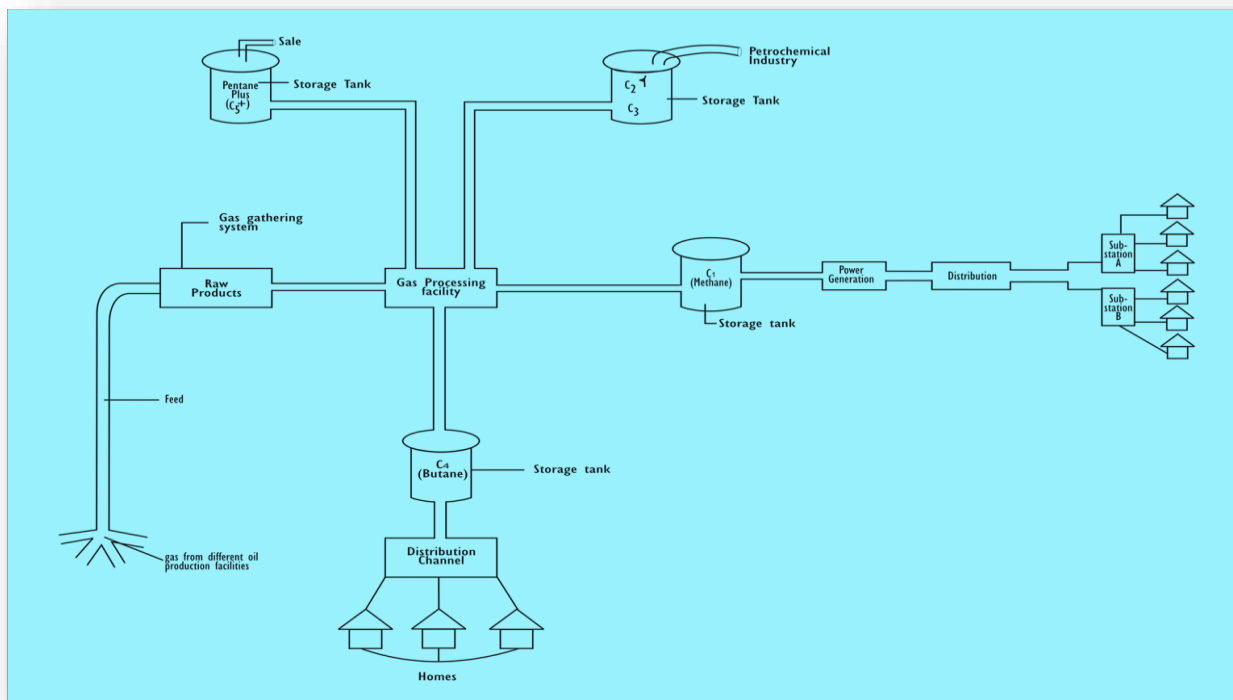 Sale
Pentane
Plus
(C₅+)
Storage Tank
Petrochemical
Industry
C₂
C₃
Storage Tank
Gas gathering
system
Raw
Products
Gas Processing
facility
C₁
(Methane)
Storage tank
Power
Generation
Distribution
Sub-
station
A
Sub-
station
B
Feed
gas from different oil
production facilities
C₄
(Butane)
Storage tank
Distribution
Channel
Homes